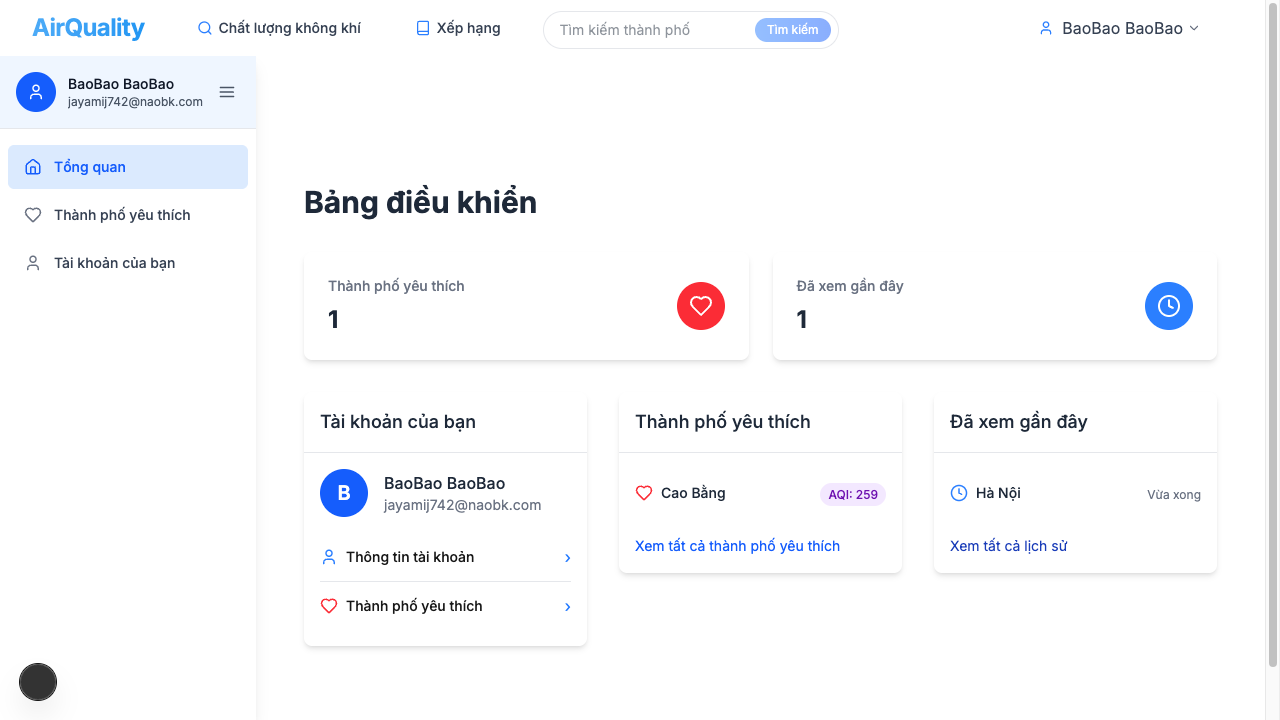 AirQuality
Chất lượng không khí
Xếp hạng
Tìm kiếm thành phố
Tìm kiếm
BaoBao BaoBao
BaoBao BaoBao
jayamij742@naobk.com
Tổng quan
Thành phố yêu thích
Tài khoản của bạn
Bảng điều khiển
Thành phố yêu thích
1
Đã xem gần đây
1
Tài khoản của bạn
B
BaoBao BaoBao
jayamij742@naobk.com
Thông tin tài khoản
Thành phố yêu thích
Thành phố yêu thích
Cao Bằng
AQI: 259
Xem tất cả thành phố yêu thích
Đã xem gần đây
Hà Nội
Vừa xong
Xem tất cả lịch sử